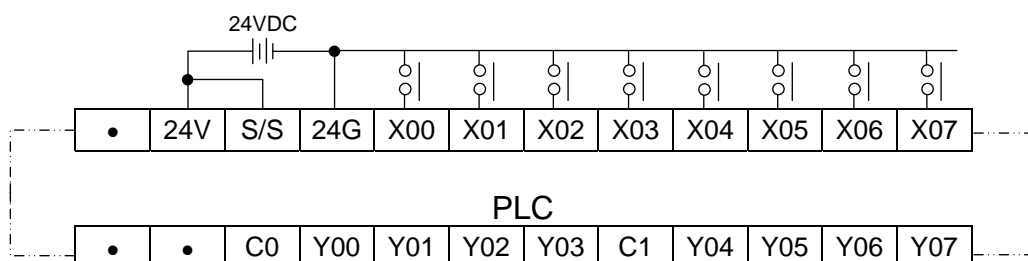 24VDC
• 24V S/S 24G X00 X01 X02 X03 X04 X05 X06 X07
PLC
• • C0 Y00 Y01 Y02 Y03 C1 Y04 Y05 Y06 Y07